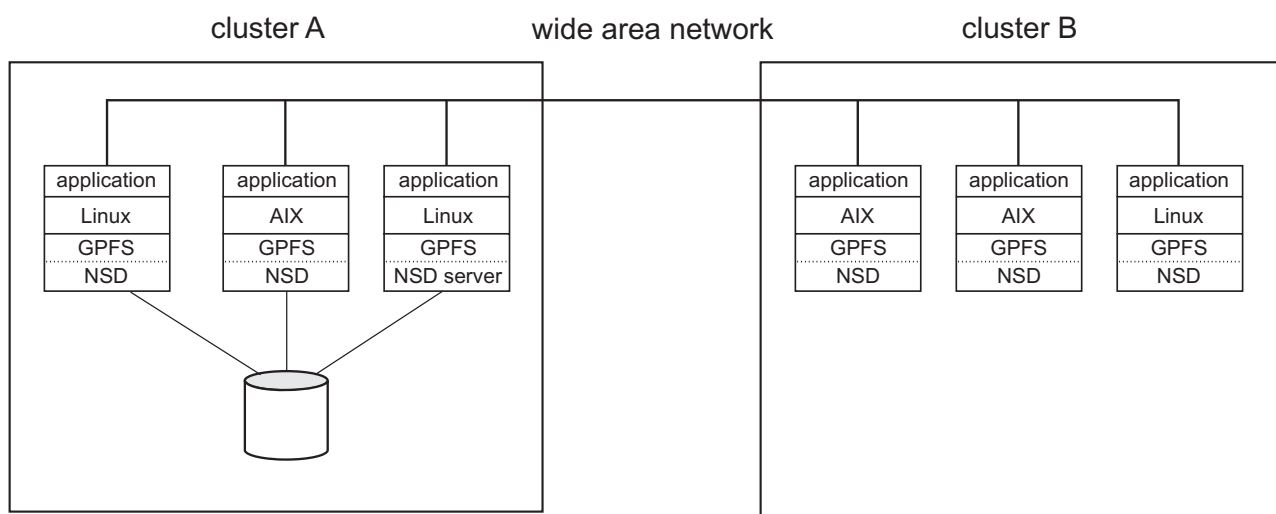 cluster A wide area network cluster B
application application application application application application
Linux AIX Linux AIX AIX Linux
GPFS GPFS GPFS GPFS GPFS GPFS
NSD NSD NSD server NSD NSD NSD